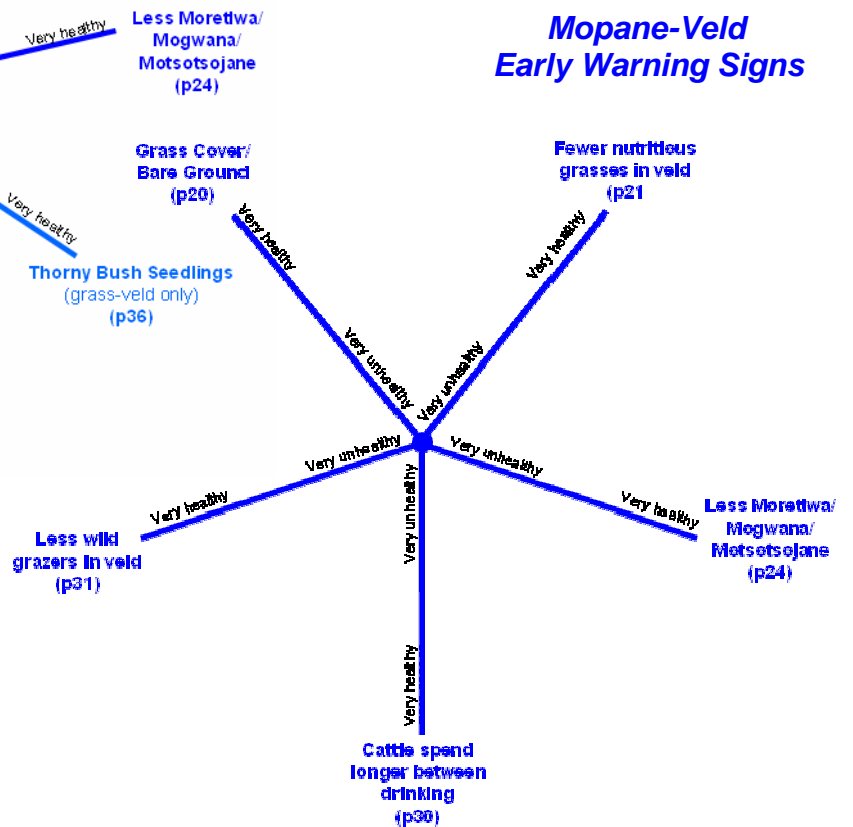 Mopane-Veld
Early Warning Signs
Very healthy
Less Moretlwa/
Mogwana/
Motsotsojane
(p24)
Very healthy
Thorny Bush Seedlings
(grass-veld only)
(p36)
Grass Cover/
Bare Ground
(p20)
Very healthy
Very unhealthy
Fewer nutritious
grasses in veld
(p21
Very healthy
Very unhealthy
Very unhealthy
Very healthy
Less wild
grazers in veld
(p31)
Very unhealthy
Very healthy
Less Moretlwa/
Mogwana/
Motsotsojane
(p24)
Very unhealthy
Very healthy
Cattle spend
longer between
drinking
(p30)